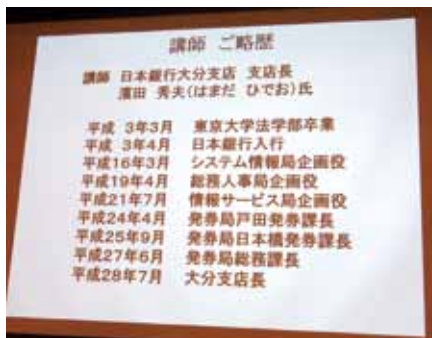 講師 ご略歴
講師 日本銀行大分支店 支店長
濱田 秀夫(はまだ ひでお)氏
平成 3年3月 東京大学法学部卒業
平成 3年4月 日本銀行入行
平成16年3月 システム情報局企画役
平成19年4月 総務人事局企画役
平成21年7月 情報サービス局企画役
平成24年4月 発券局戸田発券課長
平成25年9月 発券局日本橋発券課長
平成27年6月 発券局総務課長
平成28年7月 大分支店長